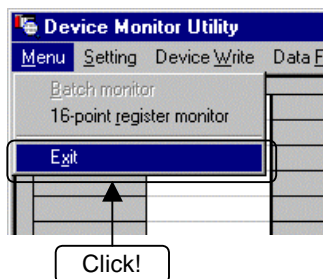 Device Monitor Utility
Menu Setting Device Write Data
Batch monitor
16-point register monitor
Exit
Click!